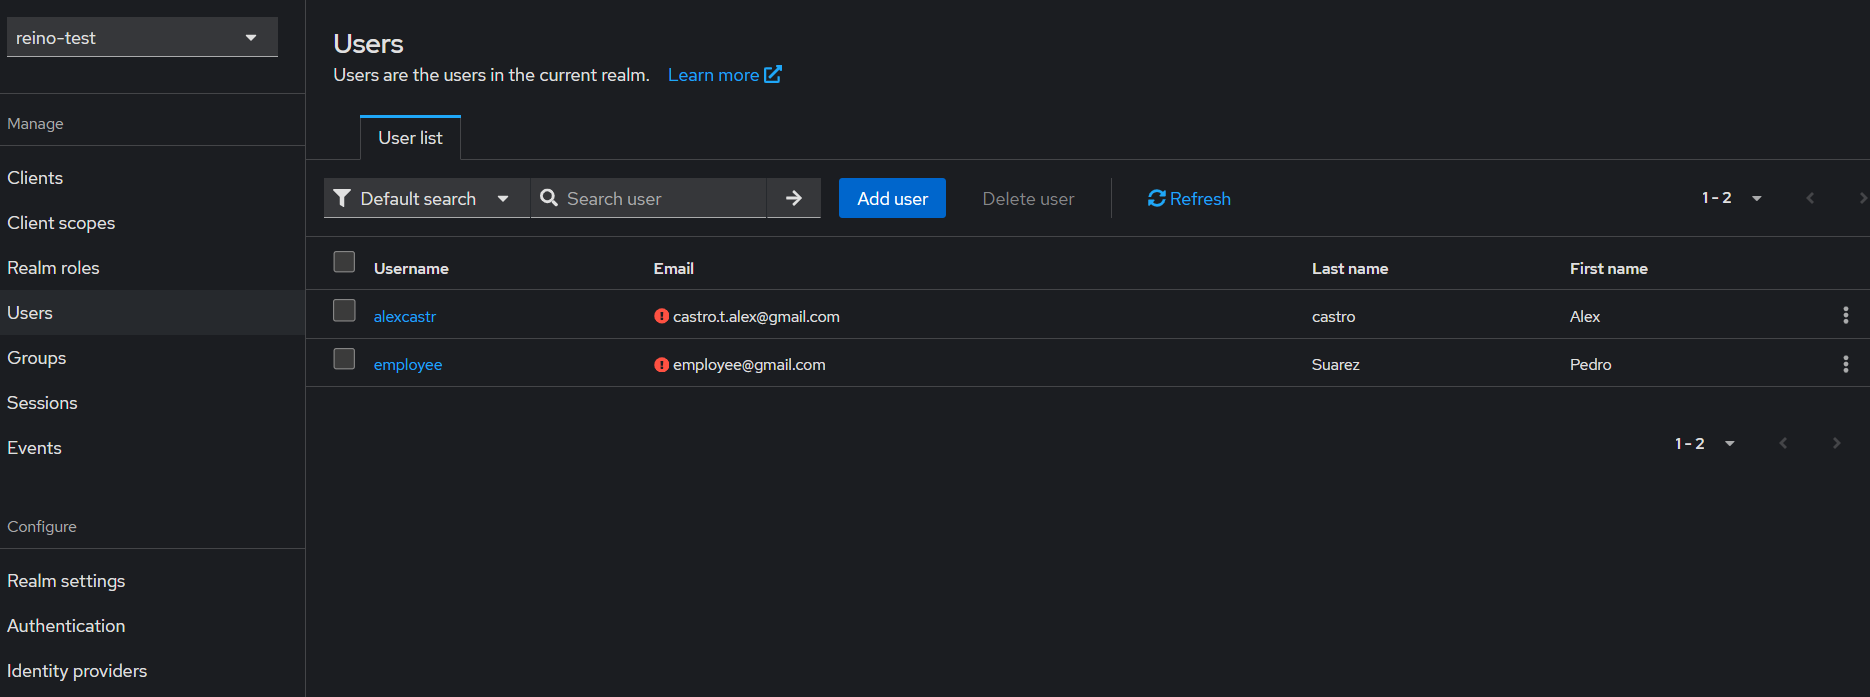 reino-test
Manage
Clients
Client scopes
Realm roles
Users
Groups
Sessions
Events
Configure
Realm settings
Authentication
Identity providers
Users
Users are the users in the current realm. Learn more
User list
Default search Search user Add user Delete user Refresh 1 - 2
Username Email Last name First name
alexcastr castro.t.alex@gmail.com castro Alex
employee employee@gmail.com Suarez Pedro
1 - 2